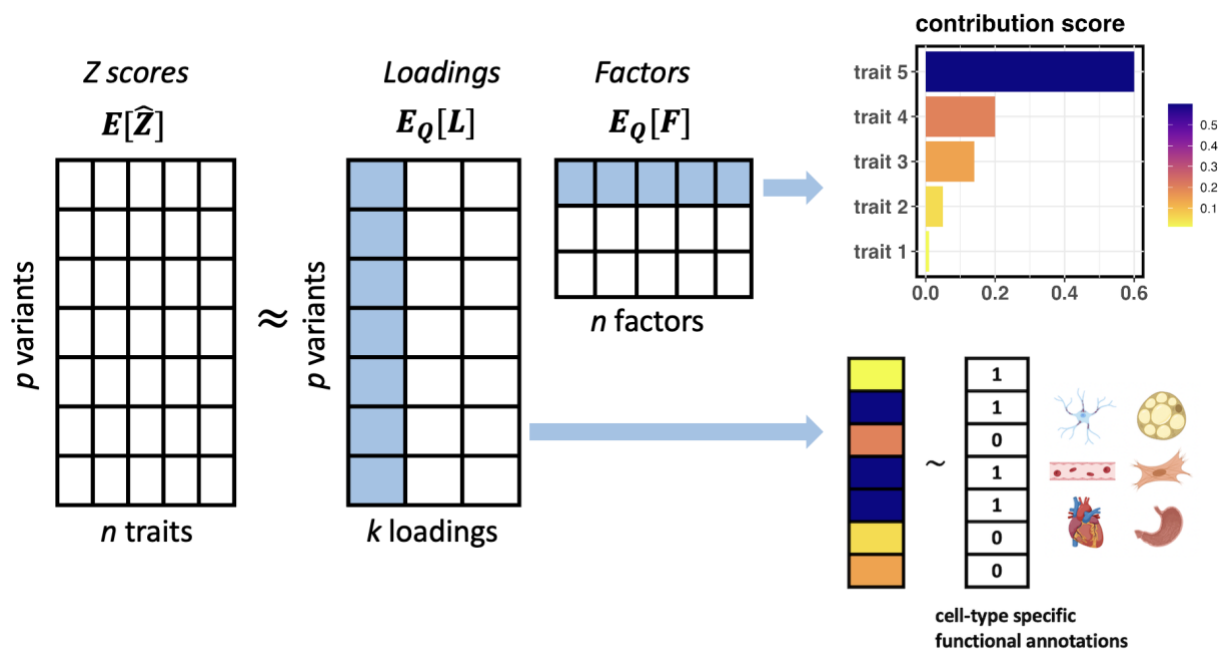 Z scores
E[Ẑ]
p variants
n traits
≈
Loadings
E_Q[L]
p variants
k loadings
Factors
E_Q[F]
n factors
contribution score
trait 5
trait 4
trait 3
trait 2
trait 1
0.0 0.2 0.4 0.6
0.5
0.4
0.3
0.2
0.1
~
1
1
0
1
1
0
0
cell-type specific
functional annotations